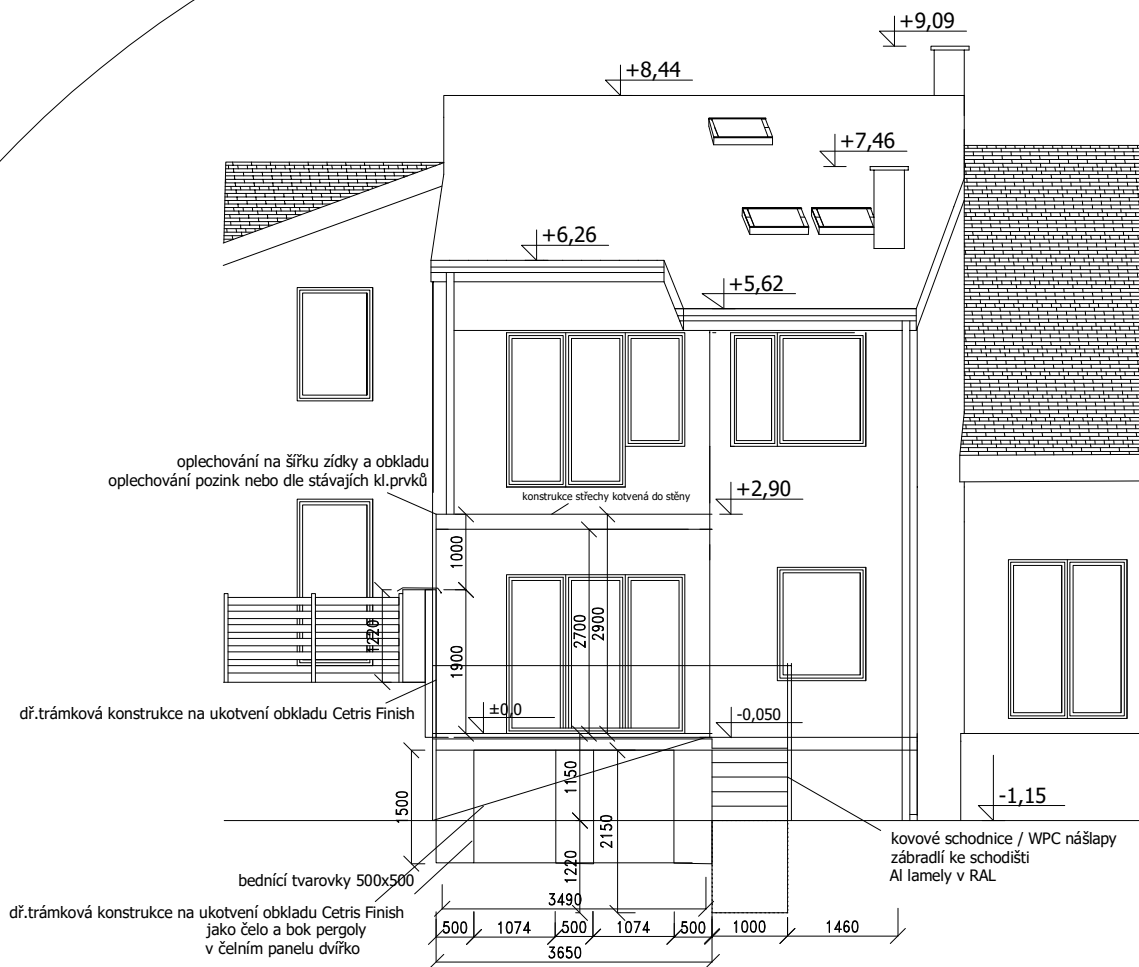 +9,09
+8,44
+7,46
+6,26
+5,62
oplechování na šířku zídky a obkladu
oplechování pozink nebo dle stávajích kl.prvků
konstrukce střechy kotvená do stěny
+2,90
1000
1220
1900
2700
2900
dř.trámková konstrukce na ukotvení obkladu Cetris Finish
±0,0
-0,050
1500
1150
2150
1220
-1,15
kovové schodnice / WPC nášlapy
zábradlí ke schodišti
Al lamely v RAL
bednící tvarovky 500x500
dř.trámková konstrukce na ukotvení obkladu Cetris Finish
jako čelo a bok pergoly
v čelním panelu dvířko
3490
500 1074 500 1074 500 1000 1460
3650